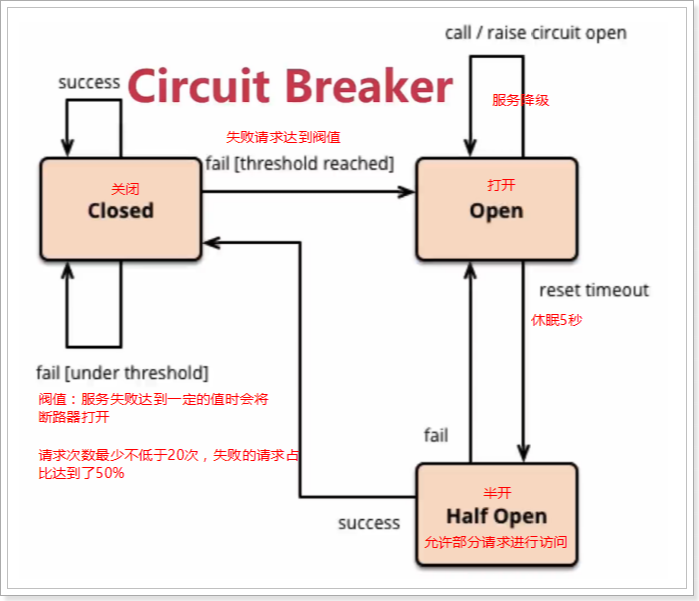 call / raise circuit open
success
Circuit Breaker
服务降级
失败请求达到阀值
fail [threshold reached]
关闭
Closed
打开
Open
reset timeout
休眠5秒
fail [under threshold]
阀值：服务失败达到一定的值时会将
断路器打开
请求次数最少不低于20次，失败的请求占
比达到了50%
fail
半开
Half Open
允许部分请求进行访问
success